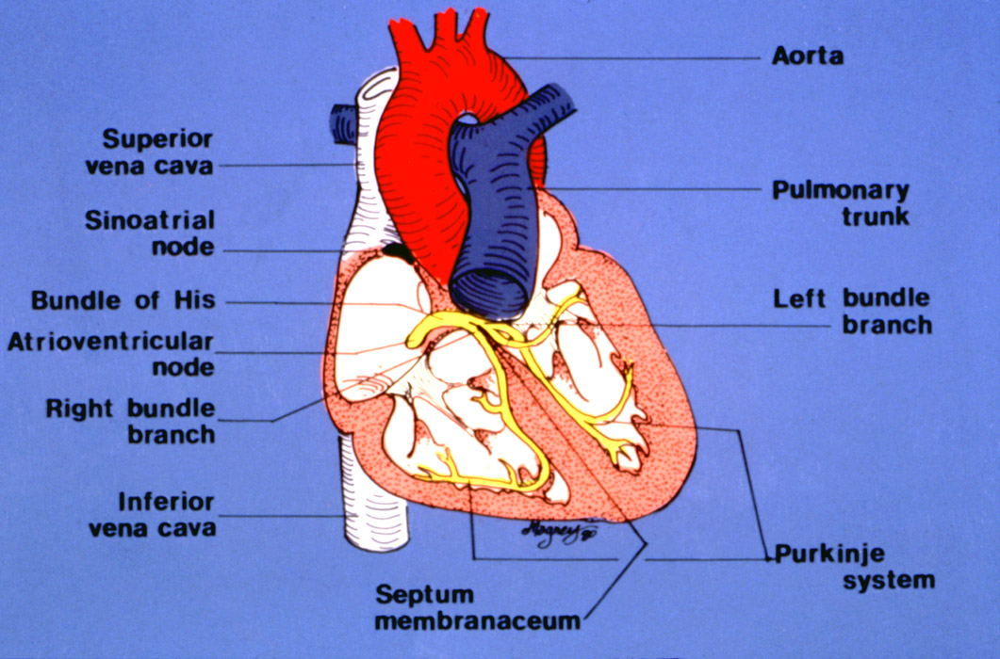 Aorta
Superior
vena cava
Pulmonary
trunk
Sinoatrial
node
Bundle of His
Left bundle
branch
Atrioventricular
node
Right bundle
branch
Inferior
vena cava
Purkinje
system
Septum
membranaceum